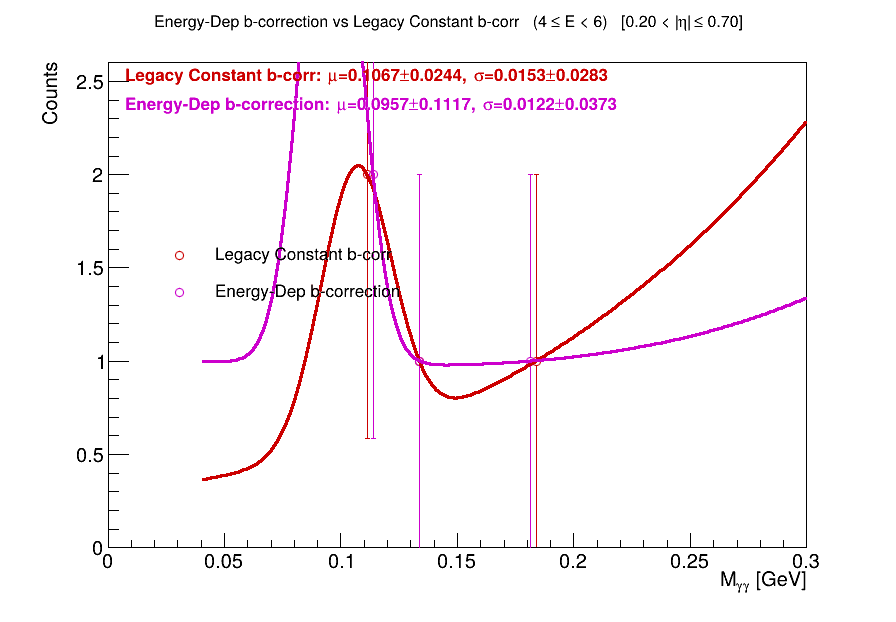 Energy-Dep b-correction vs Legacy Constant b-corr (4 ≤ E < 6) [0.20 < |η| ≤ 0.70]
Counts
Legacy Constant b-corr: μ=0.1067±0.0244, σ=0.0153±0.0283
Energy-Dep b-correction: μ=0.0957±0.1117, σ=0.0122±0.0373
2.5
2
1.5
1
0.5
0
Legacy Constant b-corr
Energy-Dep b-correction
0 0.05 0.1 0.15 0.2 0.25 0.3
Mγγ [GeV]